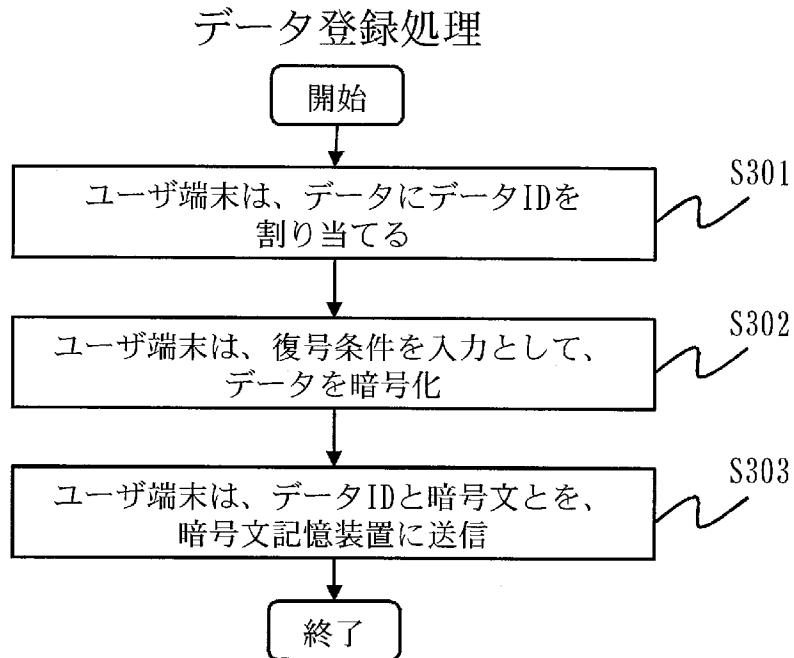 データ登録処理
開始
ユーザ端末は、データにデータIDを
割り当てる
S301
ユーザ端末は、復号条件を入力として、
データを暗号化
S302
ユーザ端末は、データIDと暗号文とを、
暗号文記憶装置に送信
S303
終了